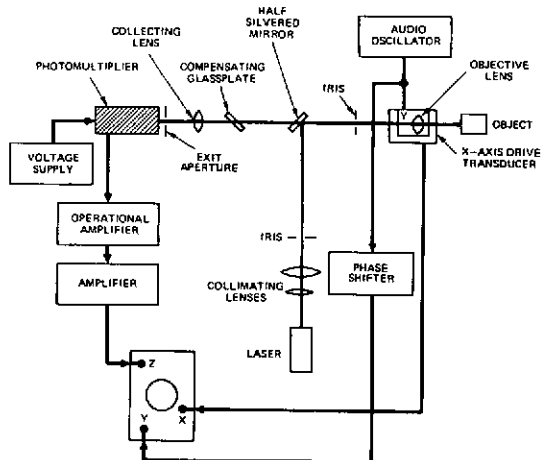 HALF
SILVERED
MIRROR
COLLECTING
LENS
COMPENSATING
GLASSPLATE
PHOTOMULTIPLIER
AUDIO
OSCILLATOR
OBJECTIVE
LENS
IRIS
Y
OBJECT
X-AXIS DRIVE
TRANSDUCER
VOLTAGE
SUPPLY
EXIT
APERTURE
OPERATIONAL
AMPLIFIER
IRIS
PHASE
SHIFTER
AMPLIFIER
COLLIMATING
LENSES
LASER
Z
X
Y